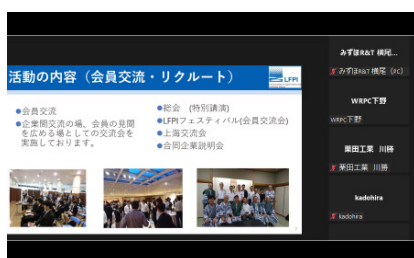 活動の内容（会員交流・リクルート）
LFPI
●会員交流
●企業間交流の場、会員の見聞
を広める場としての交流会を
実施しております。
●総会　(特別講演)
●LFPIフェスティバル(会員交流会)
●上海交流会
●合同企業説明会
みずほR&T 横尾...
みずほR&T 横尾（PC）
WRPC下野
WRPC下野
栗田工業　川勝
栗田工業　川勝
kadohira
kadohira